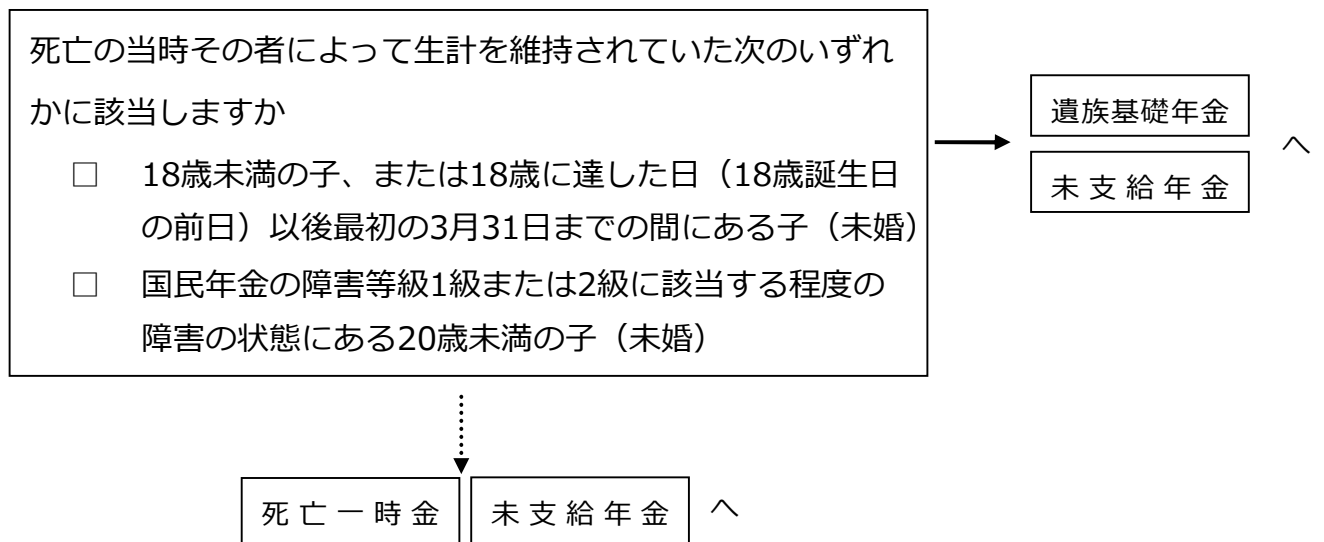 死亡の当時その者によって生計を維持されていた次のいずれ
かに該当しますか
□ 18歳未満の子、または18歳に達した日（18歳誕生日
の前日）以後最初の3月31日までの間にある子（未婚）
□ 国民年金の障害等級1級または2級に該当する程度の
障害の状態にある20歳未満の子（未婚）
遺族基礎年金
未支給年金
へ
死亡一時金 未支給年金 へ